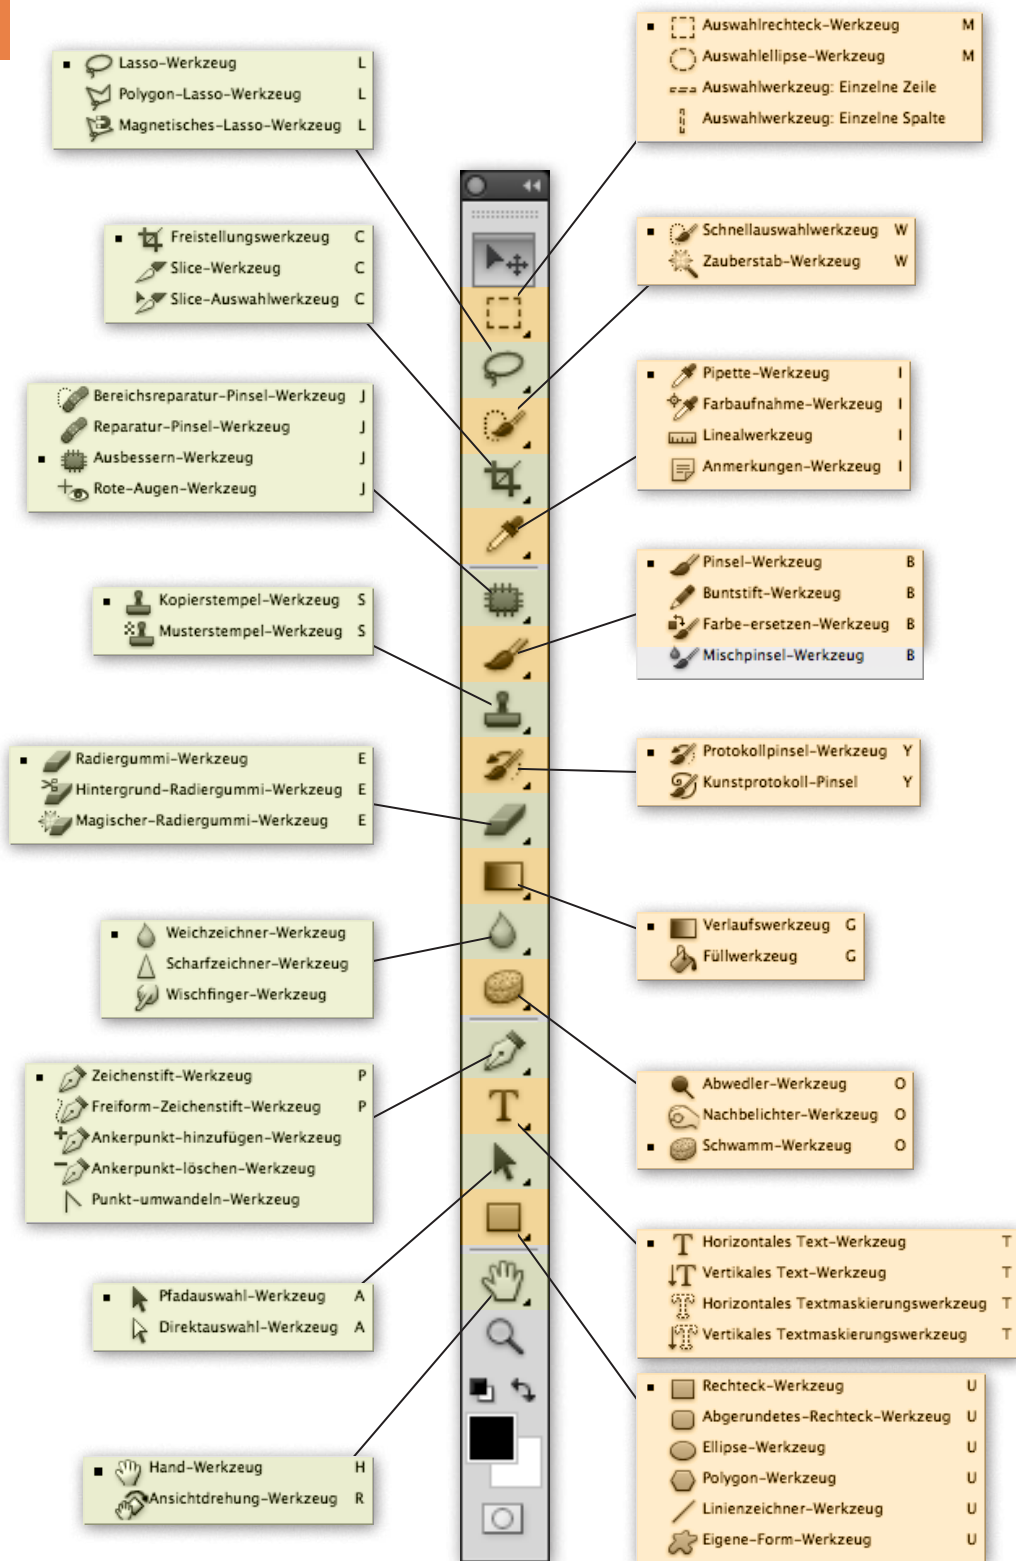 Lasso-Werkzeug L
Polygon-Lasso-Werkzeug L
Magnetisches-Lasso-Werkzeug L
Freistellungswerkzeug C
Slice-Werkzeug C
Slice-Auswahlwerkzeug C
Bereichsreparatur-Pinsel-Werkzeug J
Reparatur-Pinsel-Werkzeug J
Ausbessern-Werkzeug J
Rote-Augen-Werkzeug J
Kopierstempel-Werkzeug S
Musterstempel-Werkzeug S
Radiergummi-Werkzeug E
Hintergrund-Radiergummi-Werkzeug E
Magischer-Radiergummi-Werkzeug E
Weichzeichner-Werkzeug
Scharfzeichner-Werkzeug
Wischfinger-Werkzeug
Zeichenstift-Werkzeug P
Freiform-Zeichenstift-Werkzeug P
Ankerpunkt-hinzufügen-Werkzeug
Ankerpunkt-löschen-Werkzeug
Punkt-umwandeln-Werkzeug
Pfadauswahl-Werkzeug A
Direktauswahl-Werkzeug A
Hand-Werkzeug H
Ansichtdrehung-Werkzeug R
Auswahlrechteck-Werkzeug M
Auswahlellipse-Werkzeug M
Auswahlwerkzeug: Einzelne Zeile
Auswahlwerkzeug: Einzelne Spalte
Schnellauswahlwerkzeug W
Zauberstab-Werkzeug W
Pipette-Werkzeug I
Farbaufnahme-Werkzeug I
Linealwerkzeug I
Anmerkungen-Werkzeug I
Pinsel-Werkzeug B
Buntstift-Werkzeug B
Farbe-ersetzen-Werkzeug B
Mischpinsel-Werkzeug B
Protokollpinsel-Werkzeug Y
Kunstprotokoll-Pinsel Y
Verlaufswerkzeug G
Füllwerkzeug G
Abwedler-Werkzeug O
Nachbelichter-Werkzeug O
Schwamm-Werkzeug O
Horizontales Text-Werkzeug T
Vertikales Text-Werkzeug T
Horizontales Textmaskierungswerkzeug T
Vertikales Textmaskierungswerkzeug T
Rechteck-Werkzeug U
Abgerundetes-Rechteck-Werkzeug U
Ellipse-Werkzeug U
Polygon-Werkzeug U
Linienzeichner-Werkzeug U
Eigene-Form-Werkzeug U